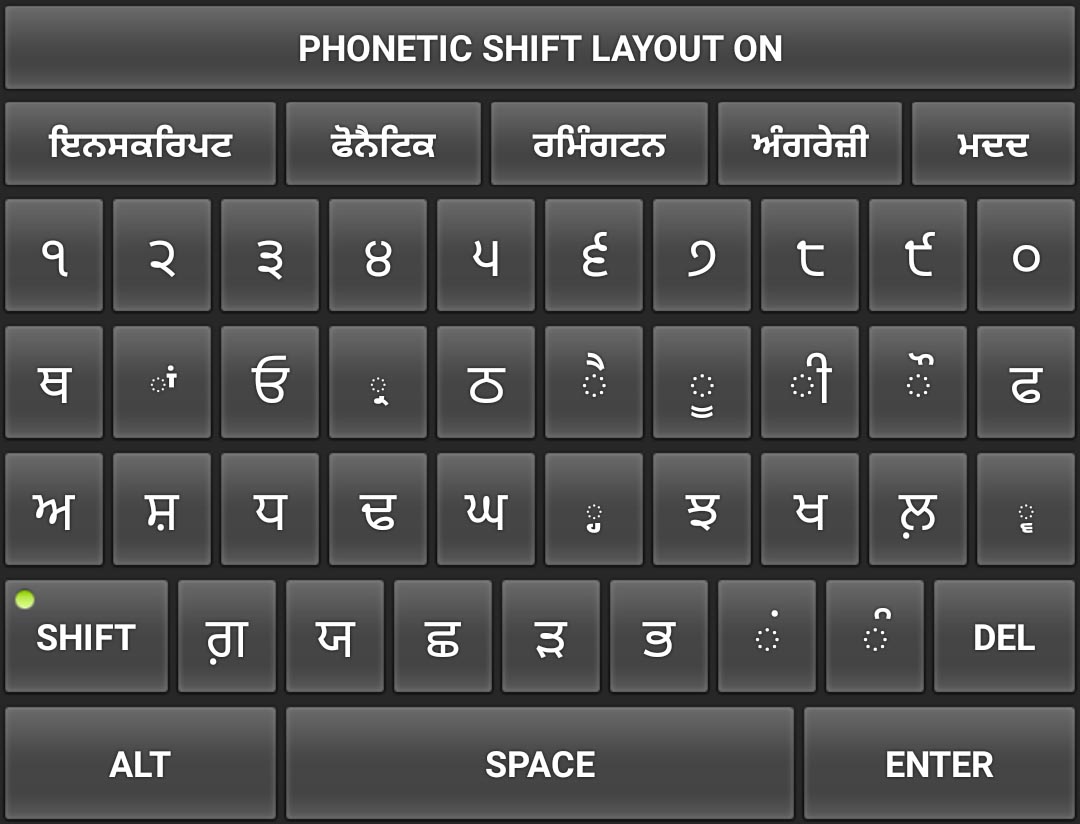 PHONETIC SHIFT LAYOUT ON
ਇਨਸਕਰਿਪਟ ਫੋਨੈਟਿਕ ਰਮਿੰਗਟਨ ਅੰਗਰੇਜ਼ੀ ਮਦਦ
੧ ੨ ੩ ੪ ੫ ੬ ੭ ੮ ੯ ੦
ਥ ਾਂ ਓ ੍ਰ ਠ ੈ ੂ ੀ ੌ ਫ
ਅ ਸ਼ ਧ ਢ ਘ ੍ਹ ਝ ਖ ਲ਼ ੍ਵ
SHIFT ਗ਼ ਯ ਛ ੜ ਭ ਂ ੰ DEL
ALT SPACE ENTER